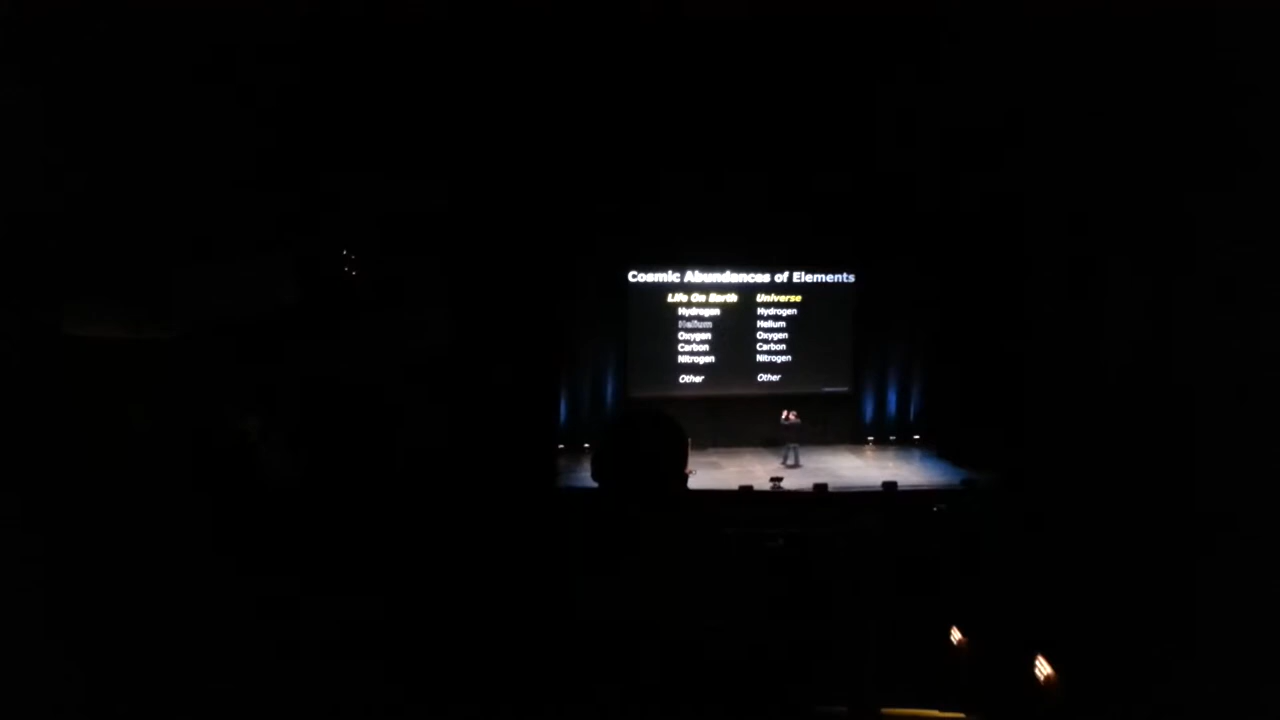 Cosmic Abundances of Elements
Life On Earth Universe
Hydrogen Hydrogen
Helium Helium
Oxygen Oxygen
Carbon Carbon
Nitrogen Nitrogen
Other Other